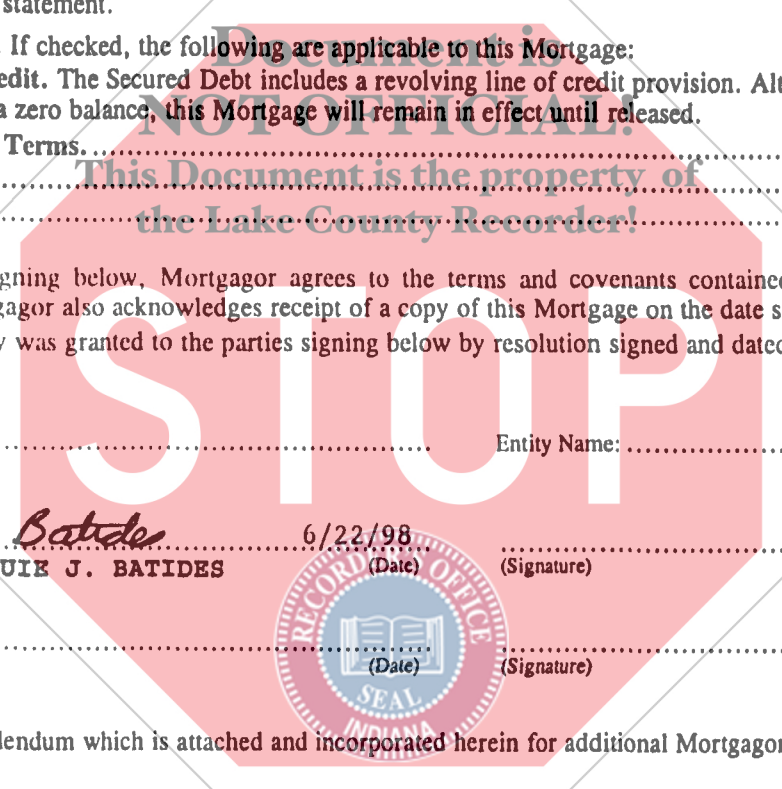 statement.
Document is
. If checked, the following are applicable to this Mortgage:
edit. The Secured Debt includes a revolving line of credit provision. Alt
a zero balance, this Mortgage will remain in effect until released.
NOT OFFICIAL!
Terms.
This Document is the property of
the Lake County Recorder!
gning below, Mortgagor agrees to the terms and covenants contained
gagor also acknowledges receipt of a copy of this Mortgage on the date s
y was granted to the parties signing below by resolution signed and dated
STOP
Entity Name:
Batides 6/22/98
UIE J. BATIDES (Date) (Signature)
RECORDER'S OFFICE
(Date) (Signature)
SEAL
INDIANA
dendum which is attached and incorporated herein for additional Mortgagor